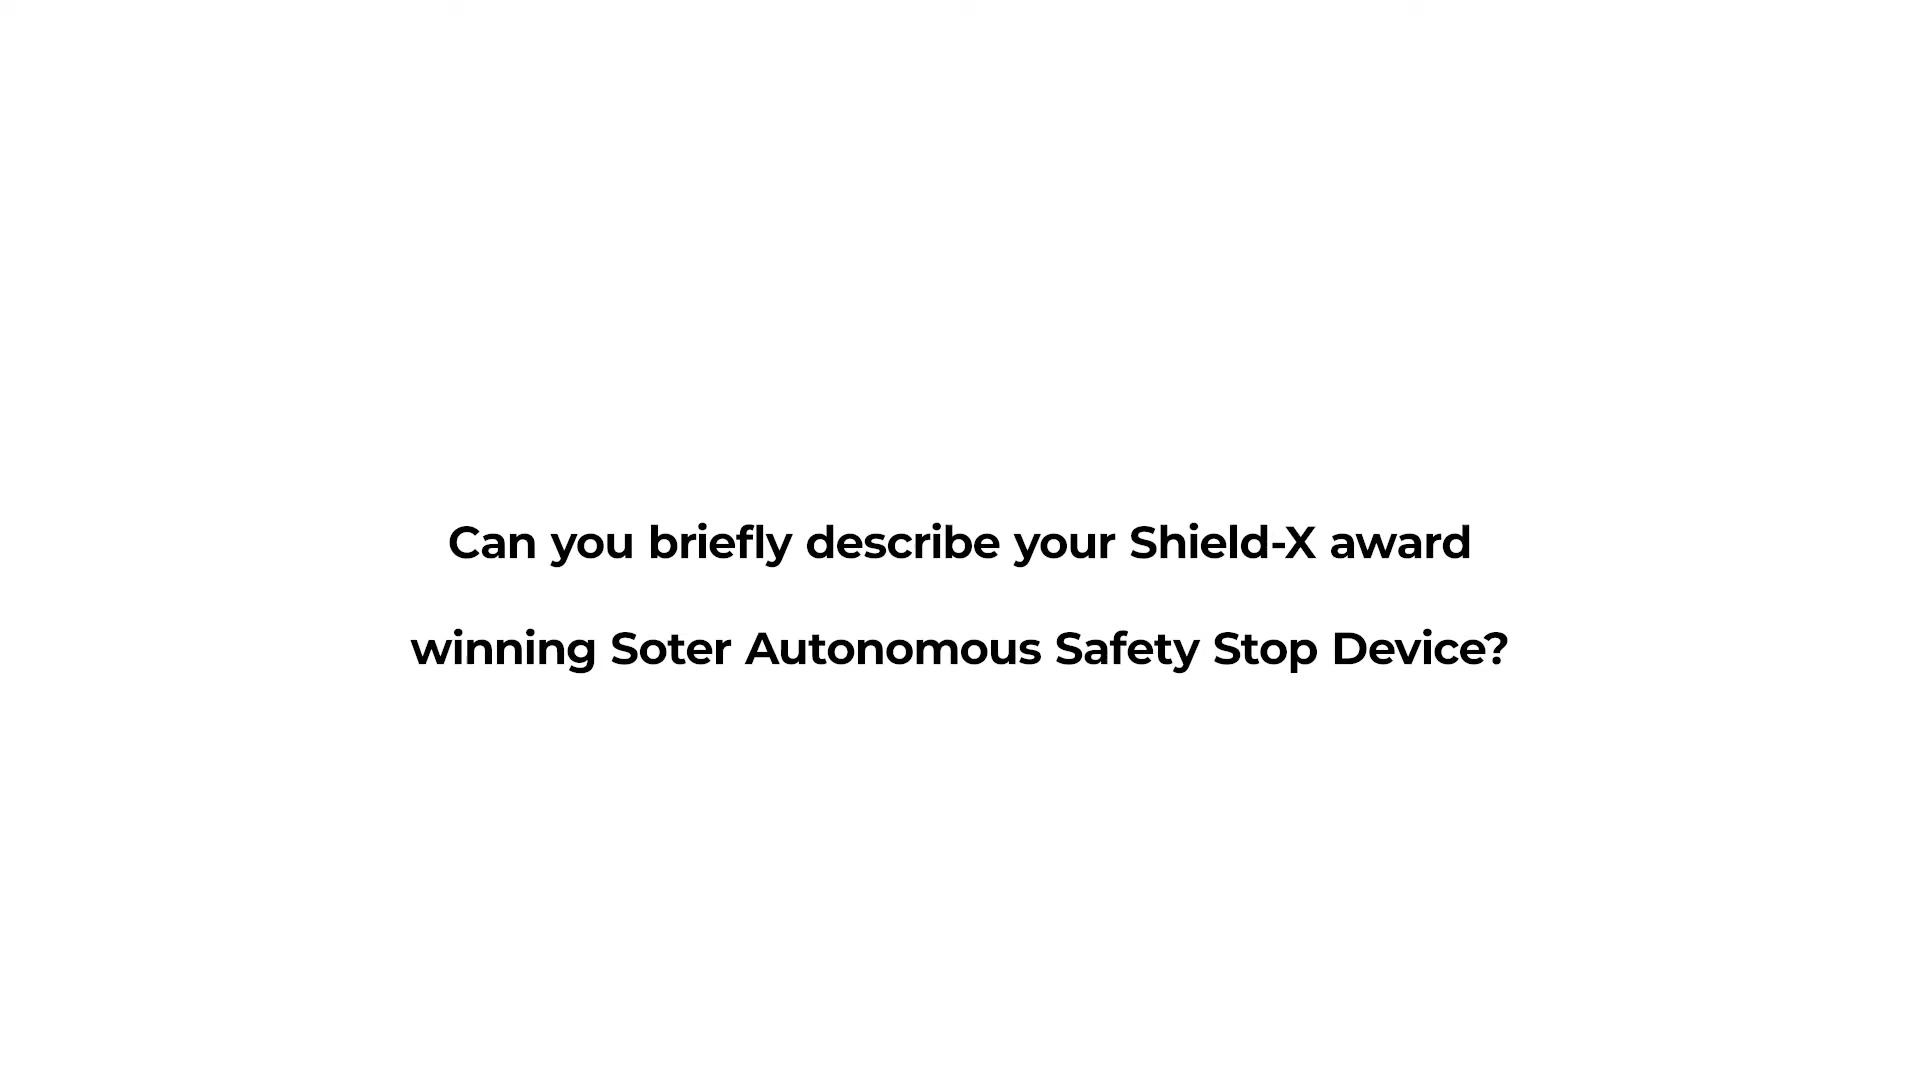 Can you briefly describe your Shield-X award
winning Soter Autonomous Safety Stop Device?